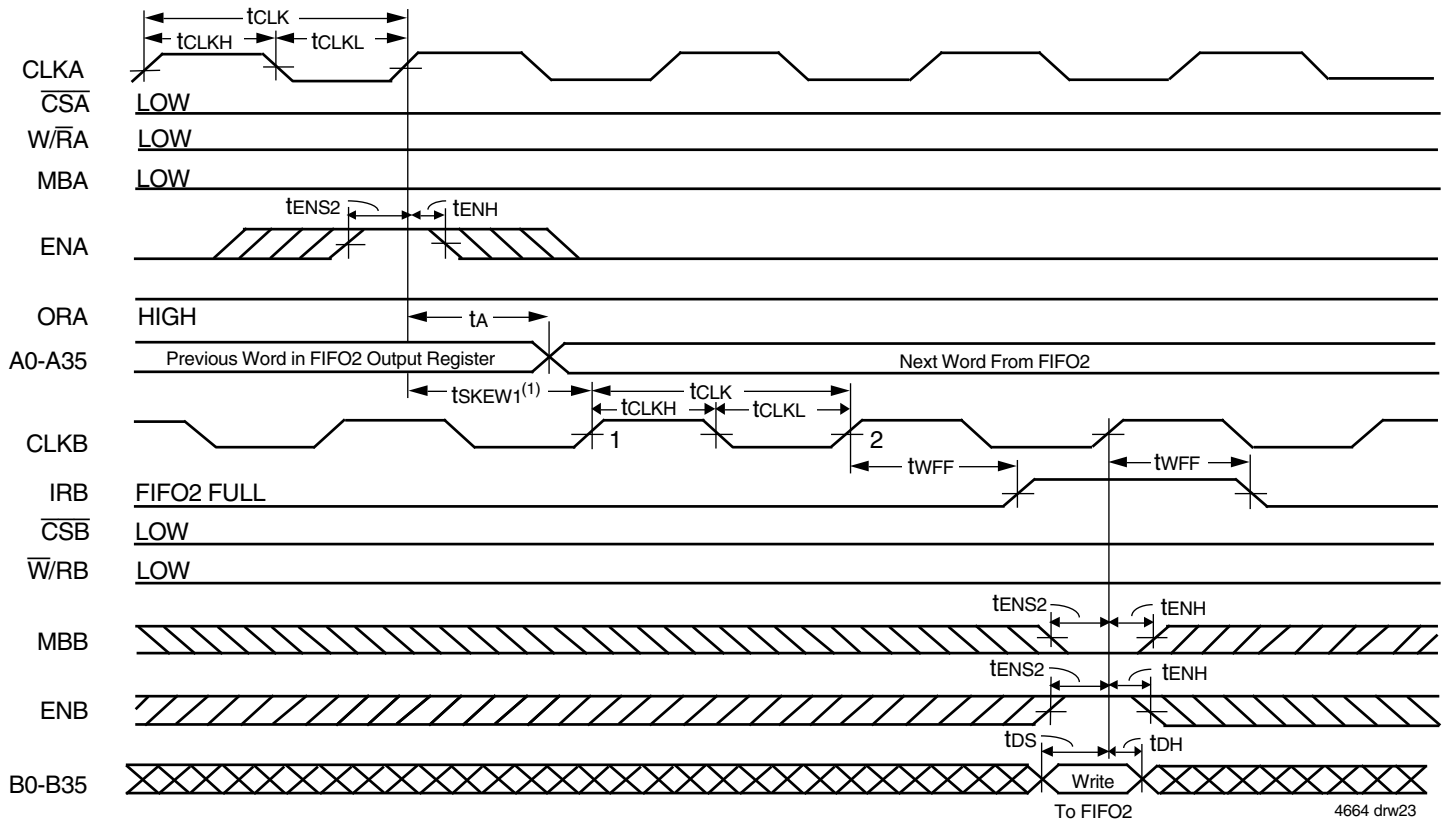 tCLK
tCLKH
tCLKL
CLKA
CSA
LOW
W/RA
LOW
MBA
LOW
tENS2
tENH
ENA
ORA
HIGH
tA
A0-A35
Previous Word in FIFO2 Output Register
Next Word From FIFO2
tSKEW1(1)
tCLK
tCLKH
tCLKL
CLKB
1
2
tWFF
tWFF
IRB
FIFO2 FULL
CSB
LOW
W/RB
LOW
tENS2
tENH
MBB
tENS2
tENH
ENB
tDS
tDH
B0-B35
Write
To FIFO2
4664 drw23